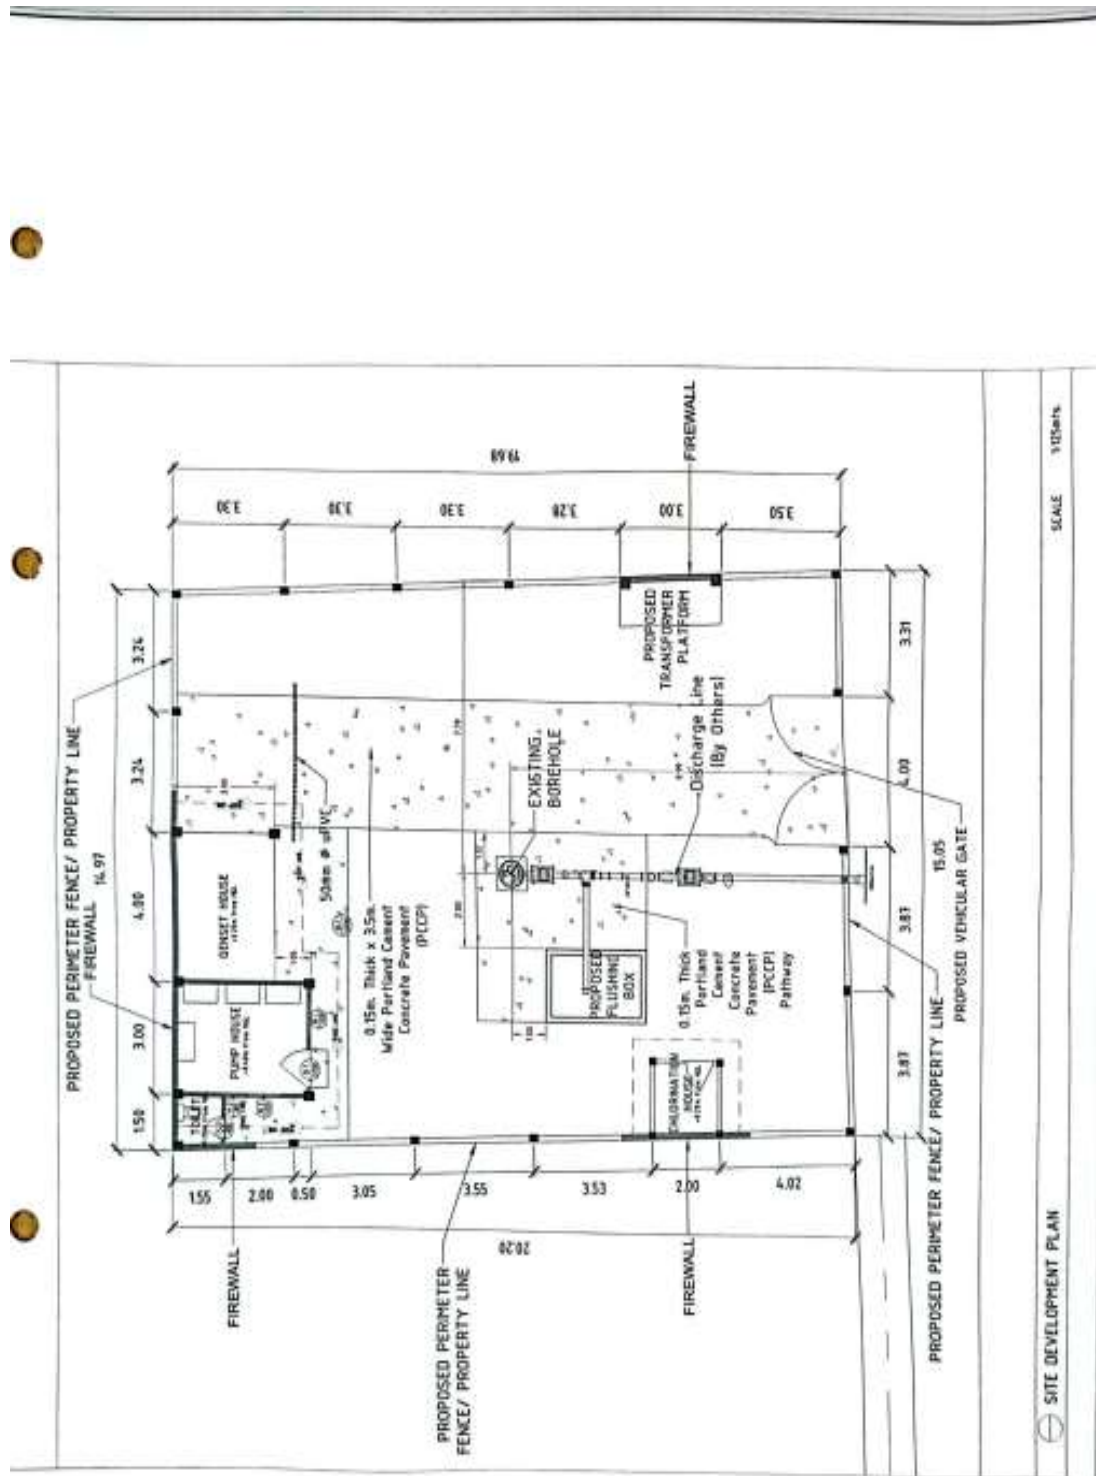 PROPOSED PERIMETER FENCE/ PROPERTY LINE
FIREWALL
14.97
1.50
3.00
4.00
3.24
3.24
FIREWALL
1.55
2.00
0.50
3.05
3.55
3.53
2.00
4.02
20.20
PROPOSED PERIMETER
FENCE/ PROPERTY LINE
FIREWALL
TOILET
PUMP HOUSE
GENSET HOUSE
50mm Ø uPVC
0.15m. Thick x 3.5m.
Wide Portland Cement
Concrete Pavement
(PCCP)
EXISTING
BOREHOLE
PROPOSED
FLUSHING
BOX
Discharge Line
(By Others)
0.15m. Thick
Portland
Cement
Concrete
Pavement
(PCCP)
Pathway
CHLORINATION
HOUSE
PROPOSED
TRANSFORMER
PLATFORM
3.30
3.30
3.30
3.28
3.00
3.50
19.68
FIREWALL
3.87
3.87
4.00
3.31
15.05
PROPOSED PERIMETER FENCE/ PROPERTY LINE
PROPOSED VEHICULAR GATE
SITE DEVELOPMENT PLAN
SCALE